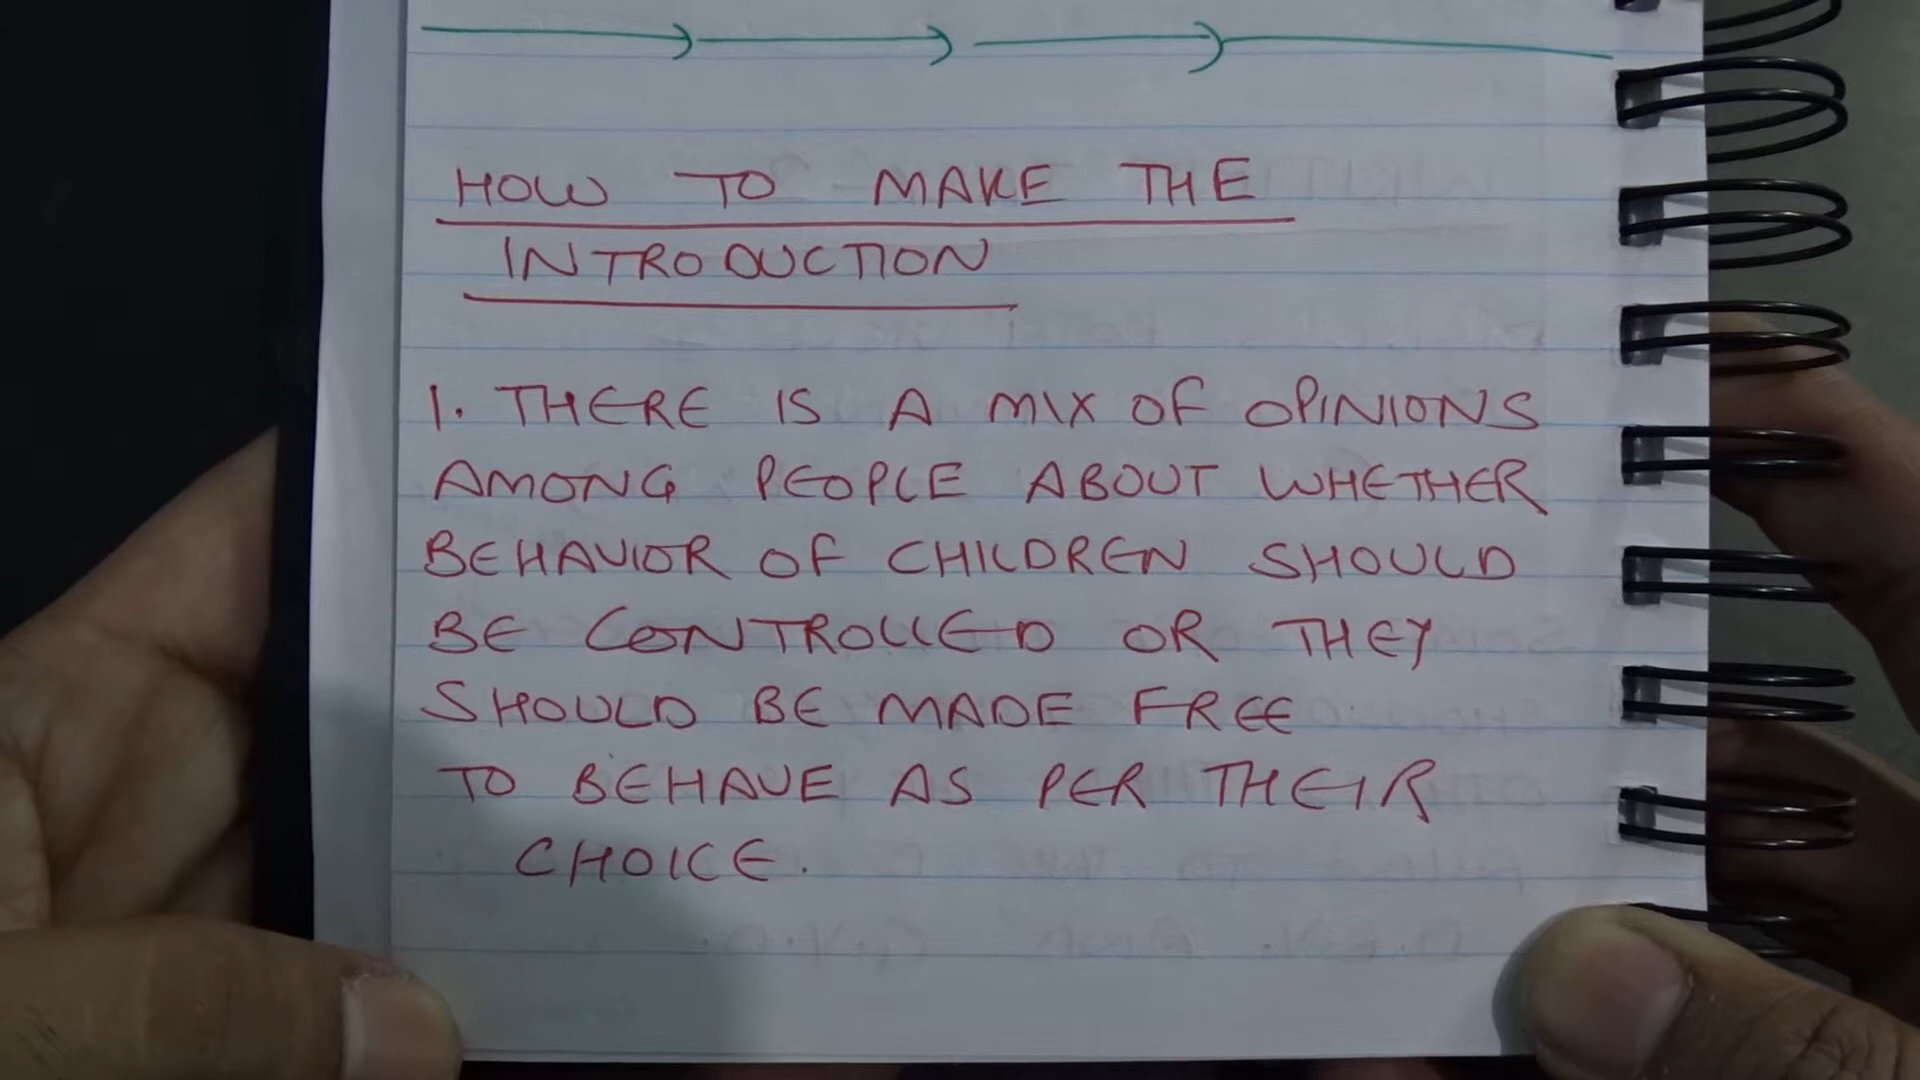 HOW TO MAKE THE
INTRODUCTION
1. THERE IS A MIX OF OPINIONS
AMONG PEOPLE ABOUT WHETHER
BEHAVIOR OF CHILDREN SHOULD
BE CONTROLLED OR THEY
SHOULD BE MADE FREE
TO BEHAVE AS PER THEIR
CHOICE.